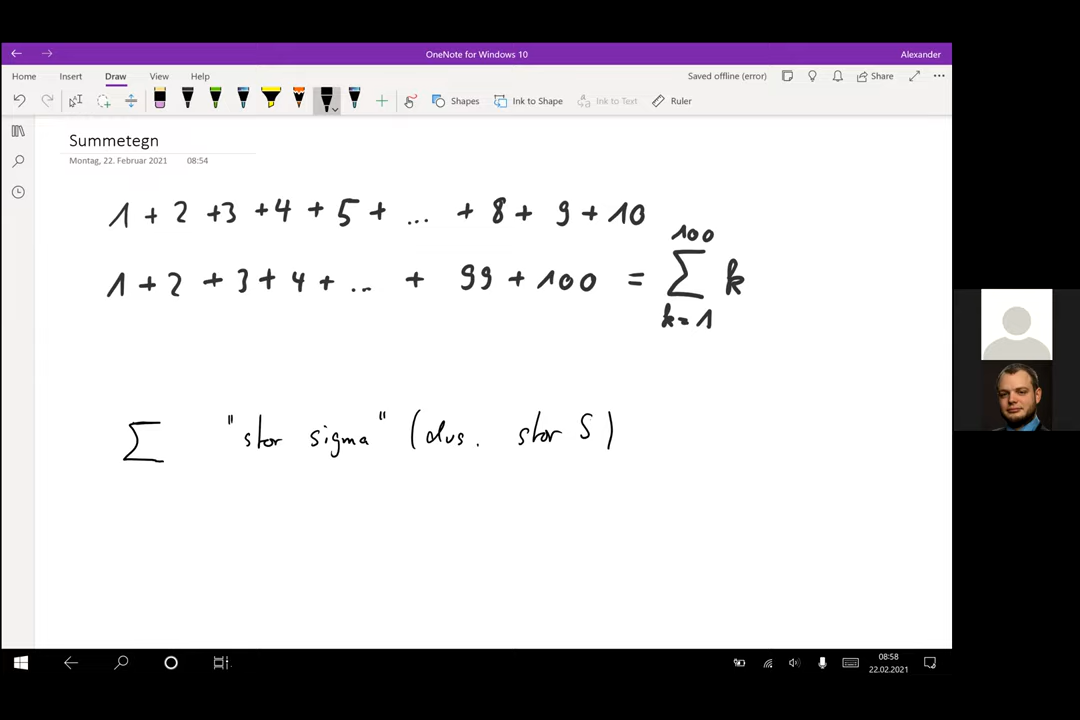 OneNote for Windows 10
Alexander
Home Insert Draw View Help
Saved offline (error)
Share
Shapes
Ink to Shape
Ink to Text
Ruler
Summetegn
Montag, 22. Februar 2021 08:54
1 + 2 + 3 + 4 + 5 + ... + 8 + 9 + 10
1 + 2 + 3 + 4 + ... + 99 + 100 = ∑ k
100
k = 1
∑ "stor sigma" (dvs. stor S)
08:58
22.02.2021